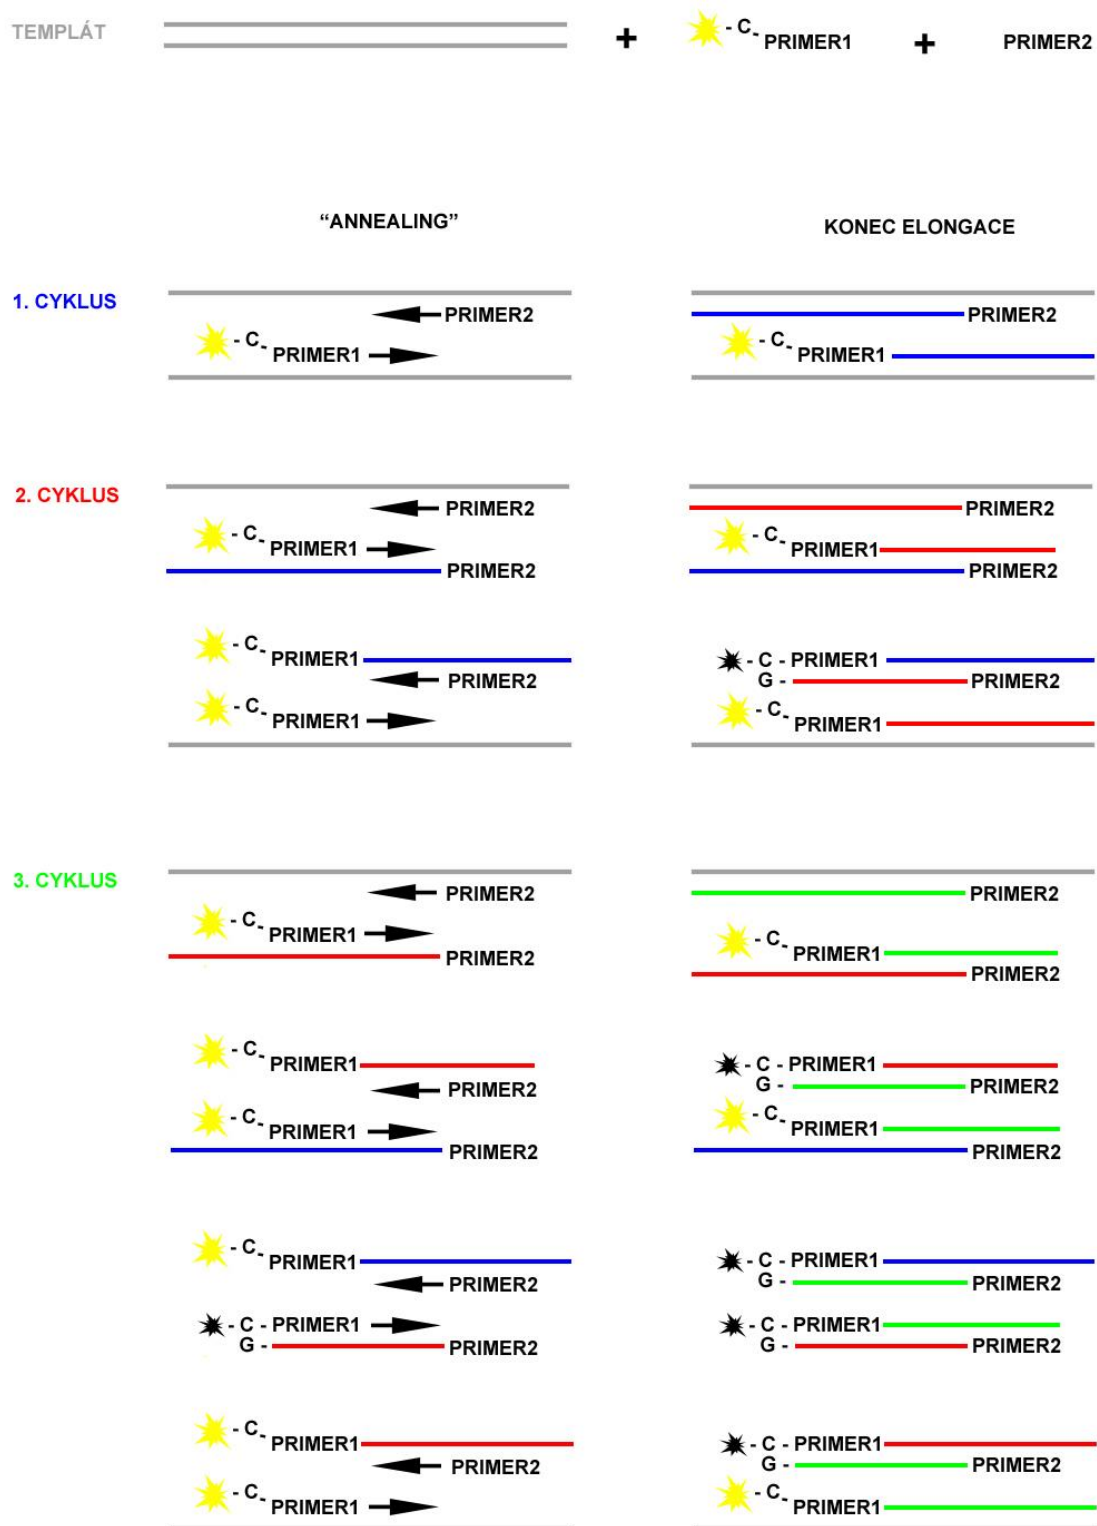 TEMPLÁT + - C - PRIMER1 + PRIMER2
“ANNEALING” KONEC ELONGACE
1. CYKLUS
PRIMER2 PRIMER2
- C - PRIMER1 - C - PRIMER1
2. CYKLUS
PRIMER2 PRIMER2
- C - PRIMER1 - C - PRIMER1
PRIMER2 PRIMER2
- C - PRIMER1 - C - PRIMER1
PRIMER2 G - PRIMER2
- C - PRIMER1 - C - PRIMER1
3. CYKLUS
PRIMER2 PRIMER2
- C - PRIMER1 - C - PRIMER1
PRIMER2 PRIMER2
- C - PRIMER1 - C - PRIMER1
PRIMER2 G - PRIMER2
- C - PRIMER1 - C - PRIMER1
PRIMER2 PRIMER2
- C - PRIMER1 - C - PRIMER1
PRIMER2 G - PRIMER2
- C - PRIMER1 - C - PRIMER1
G - PRIMER2 G - PRIMER2
- C - PRIMER1 - C - PRIMER1
PRIMER2 G - PRIMER2
- C - PRIMER1 - C - PRIMER1